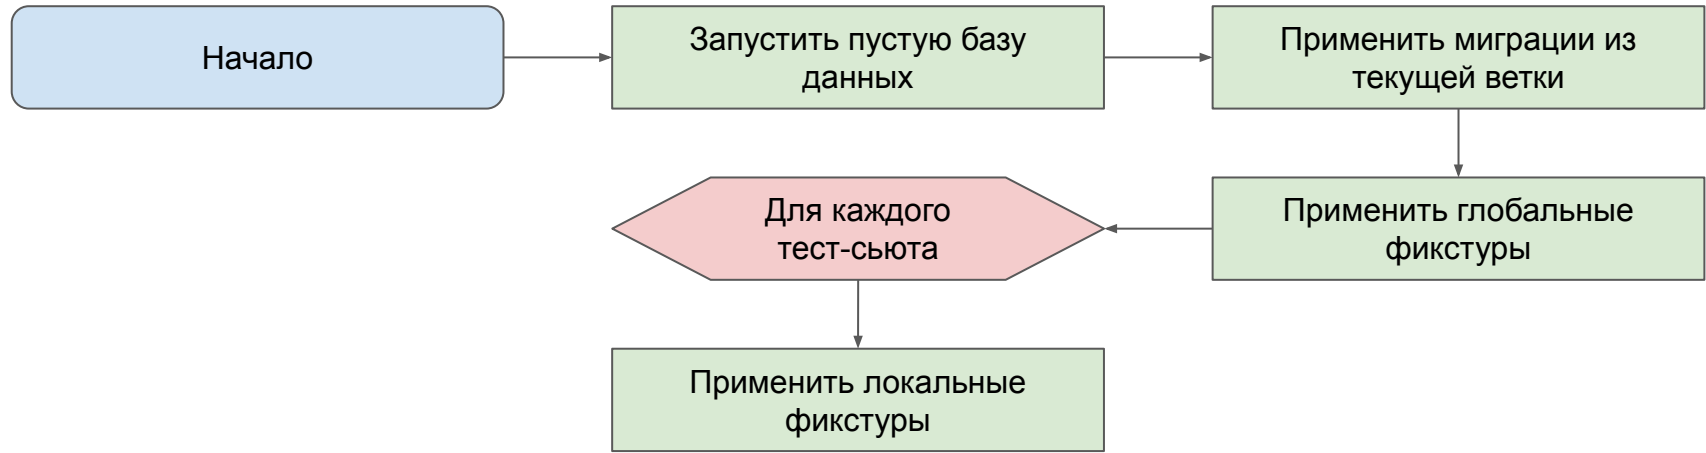 Начало
Запустить пустую базу
данных
Применить миграции из
текущей ветки
Применить глобальные
фикстуры
Для каждого
тест-сьюта
Применить локальные
фикстуры